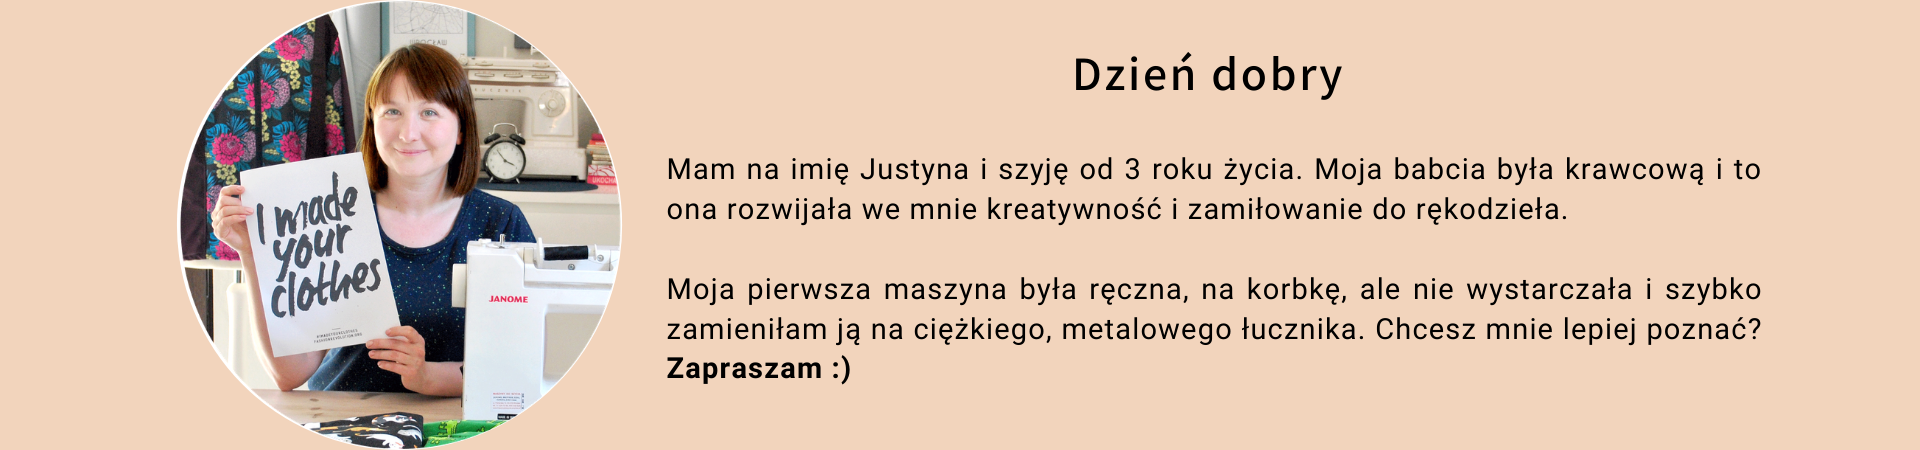 Dzień dobry
Mam na imię Justyna i szyję od 3 roku życia. Moja babcia była krawcową i to
ona rozwijała we mnie kreatywność i zamiłowanie do rękodzieła.
Moja pierwsza maszyna była ręczna, na korbkę, ale nie wystarczała i szybko
zamieniłam ją na ciężkiego, metalowego łucznika. Chcesz mnie lepiej poznać?
Zapraszam :)
WROCŁAW
I made
your
clothes
JANOME